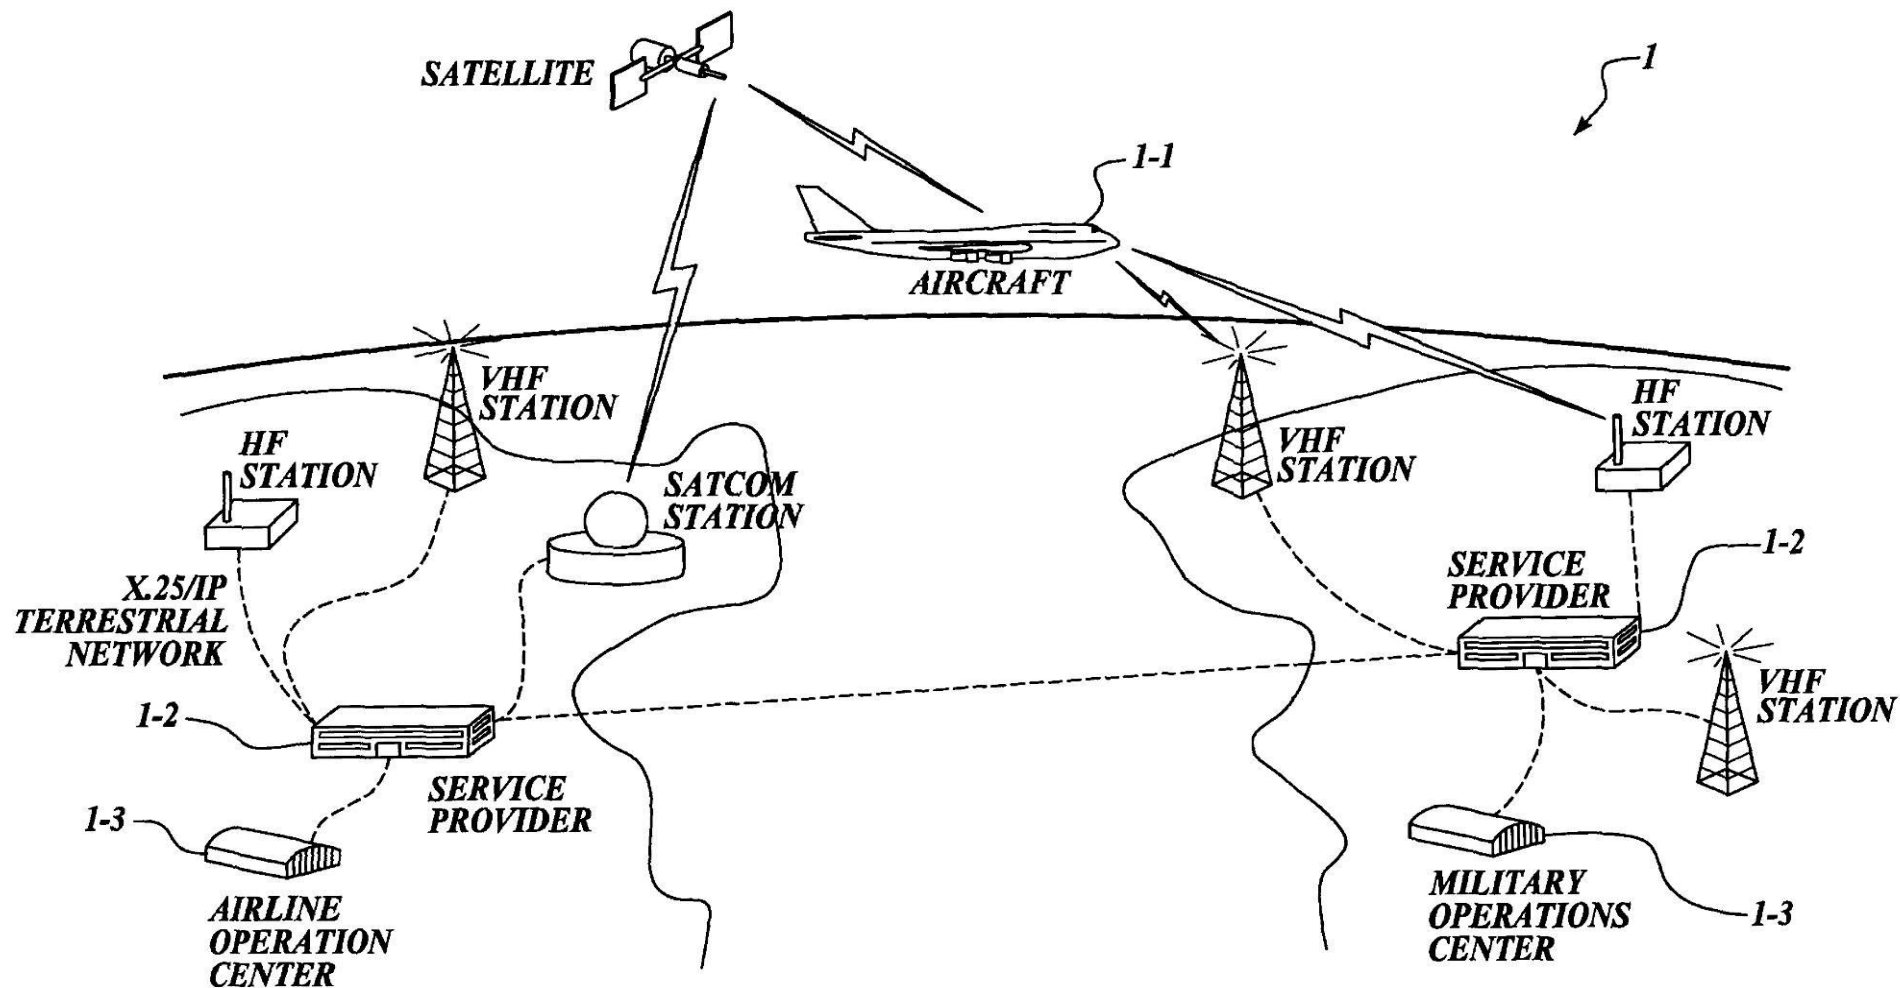 SATELLITE
1
1-1
AIRCRAFT
VHF
STATION
HF
STATION
SATCOM
STATION
VHF
STATION
HF
STATION
X.25/IP
TERRESTRIAL
NETWORK
SERVICE
PROVIDER
1-2
VHF
STATION
1-2
SERVICE
PROVIDER
1-3
AIRLINE
OPERATION
CENTER
MILITARY
OPERATIONS
CENTER
1-3